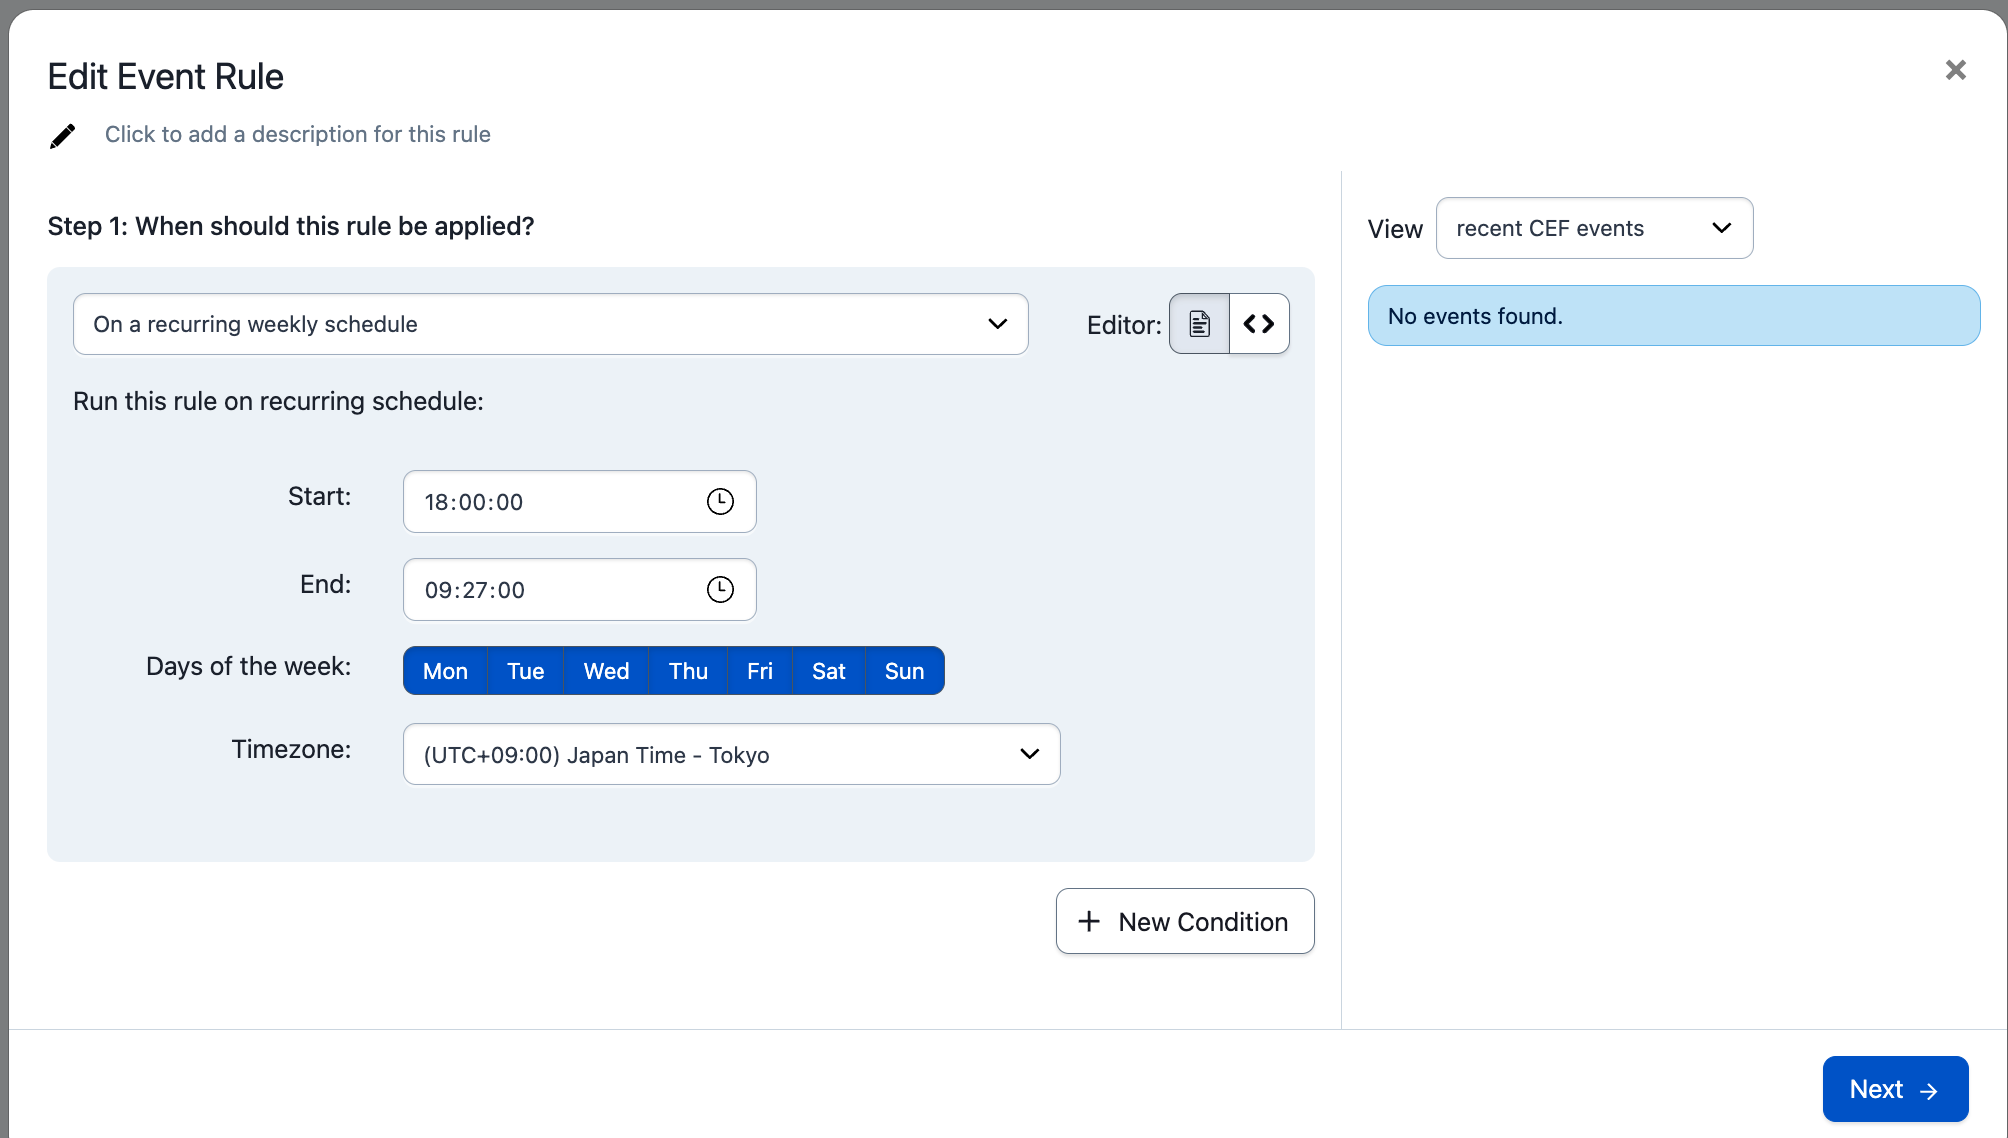 Edit Event Rule
Click to add a description for this rule
Step 1: When should this rule be applied?
On a recurring weekly schedule
Editor:
Run this rule on recurring schedule:
Start:
18:00:00
End:
09:27:00
Days of the week:
Mon Tue Wed Thu Fri Sat Sun
Timezone:
(UTC+09:00) Japan Time - Tokyo
+ New Condition
View
recent CEF events
No events found.
Next →